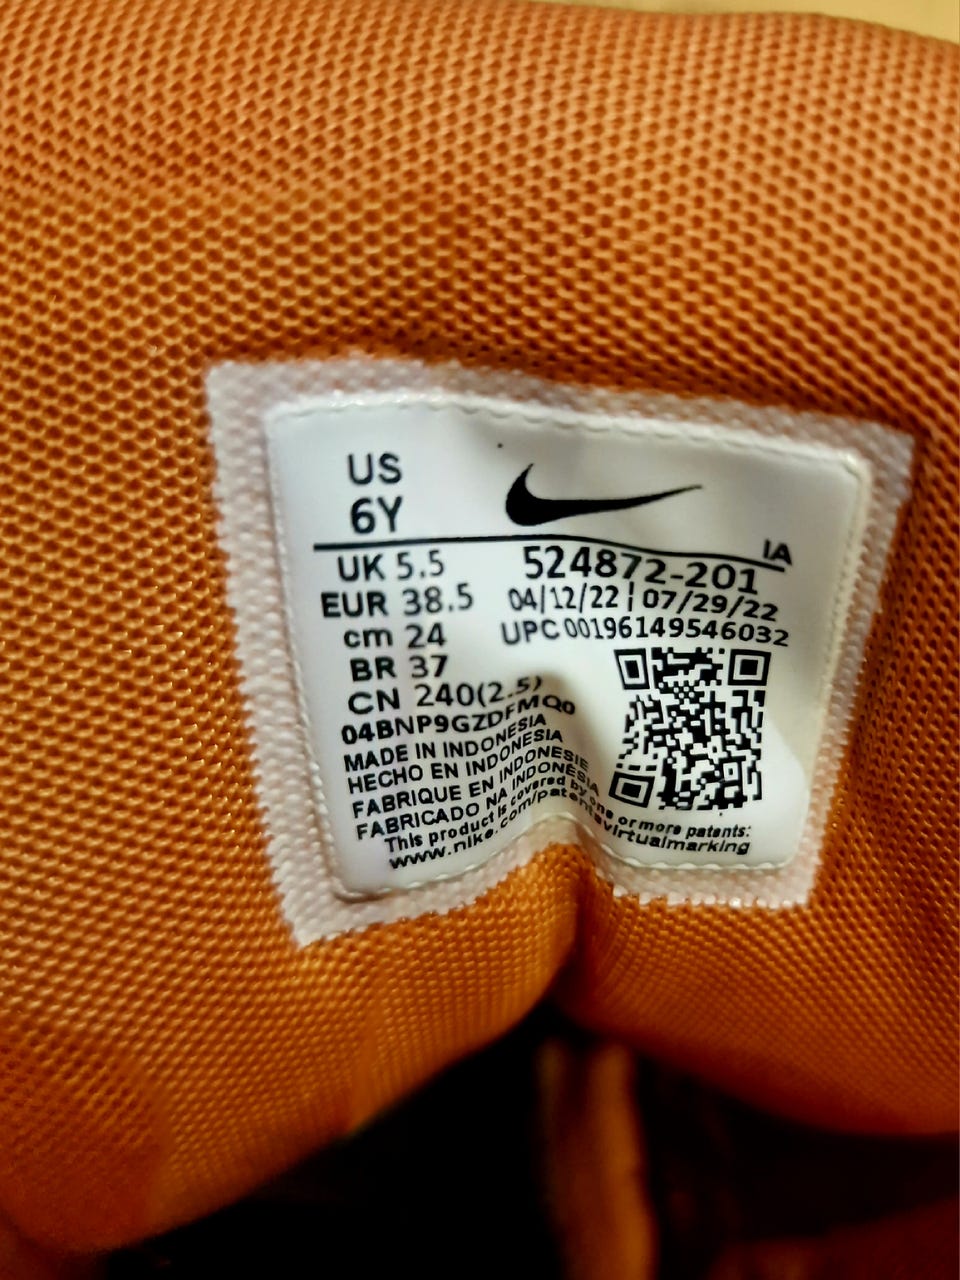 US
6Y
IA
UK 5.5
EUR 38.5
cm 24
BR 37
CN 240(2.5)
524872-201
04/12/22 | 07/29/22
UPC 00196149546032
04BNP9GZDFMQ0
MADE IN INDONESIA
HECHO EN INDONESIA
FABRIQUE EN INDONESIE
FABRICADO NA INDONÉSIA
This product is covered by one or more patents:
www.nike.com/patentsvirtualmarking